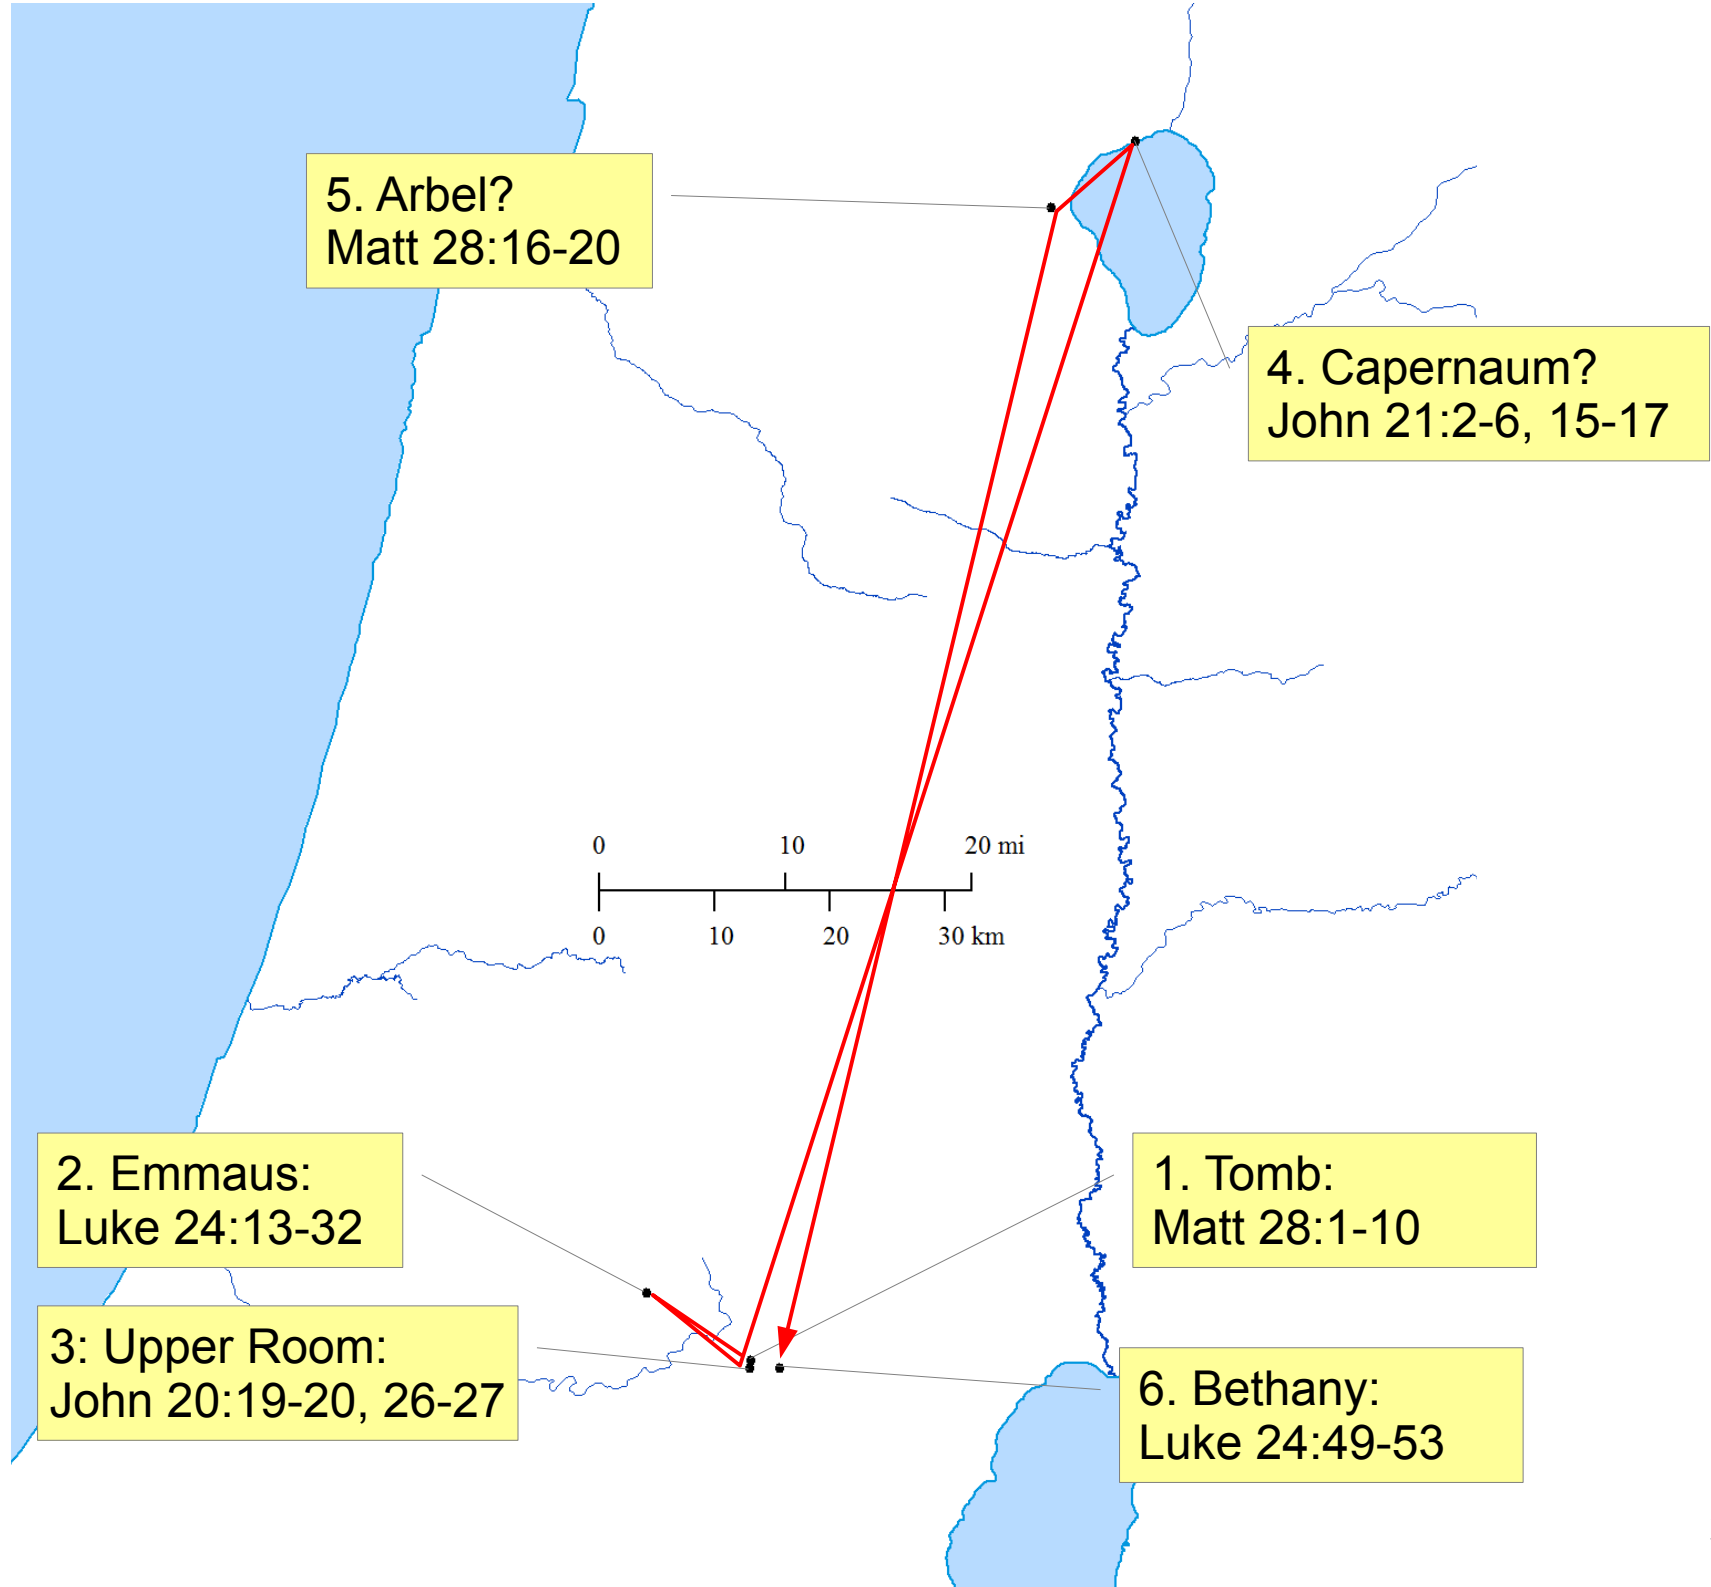 5. Arbel?
Matt 28:16-20
4. Capernaum?
John 21:2-6, 15-17
0 10 20 mi
0 10 20 30 km
2. Emmaus:
Luke 24:13-32
1. Tomb:
Matt 28:1-10
3: Upper Room:
John 20:19-20, 26-27
6. Bethany:
Luke 24:49-53